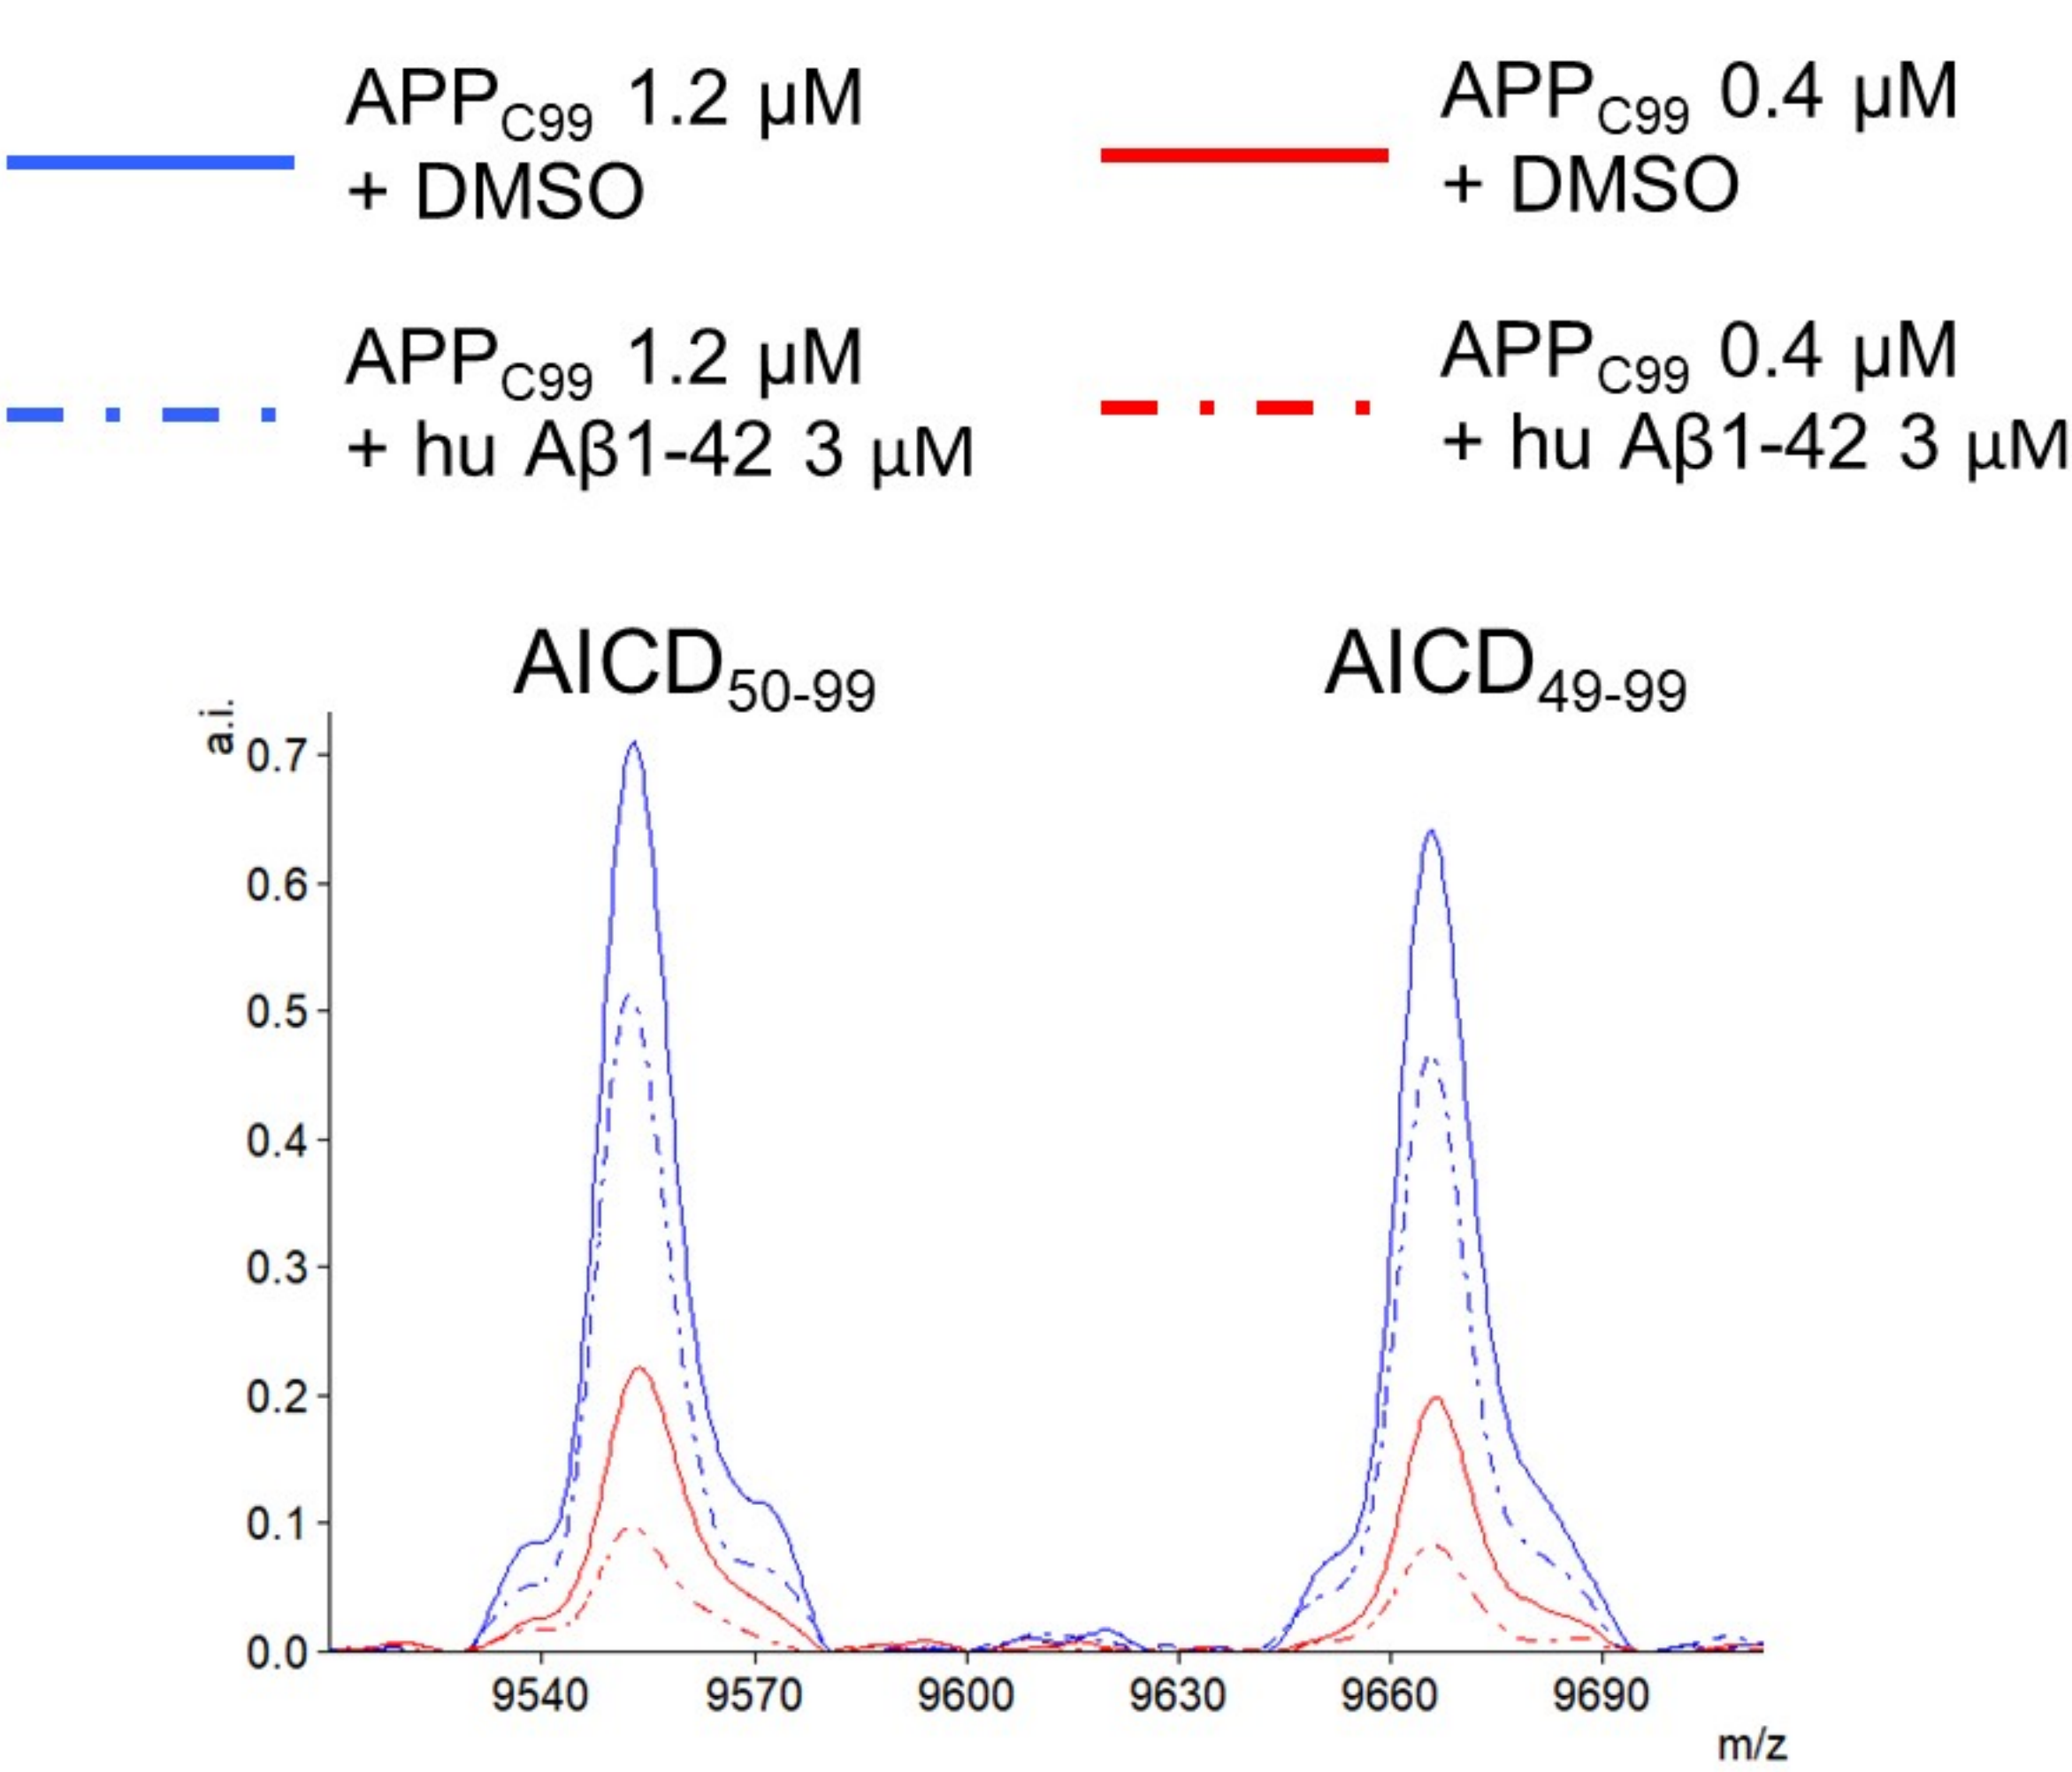 APPC99 1.2 µM
+ DMSO
APPC99 0.4 µM
+ DMSO
APPC99 1.2 µM
+ hu Aβ1-42 3 µM
APPC99 0.4 µM
+ hu Aβ1-42 3 µM
AICD50-99
AICD49-99
a.i.
0.7
0.6
0.5
0.4
0.3
0.2
0.1
0.0
9540 9570 9600 9630 9660 9690
m/z